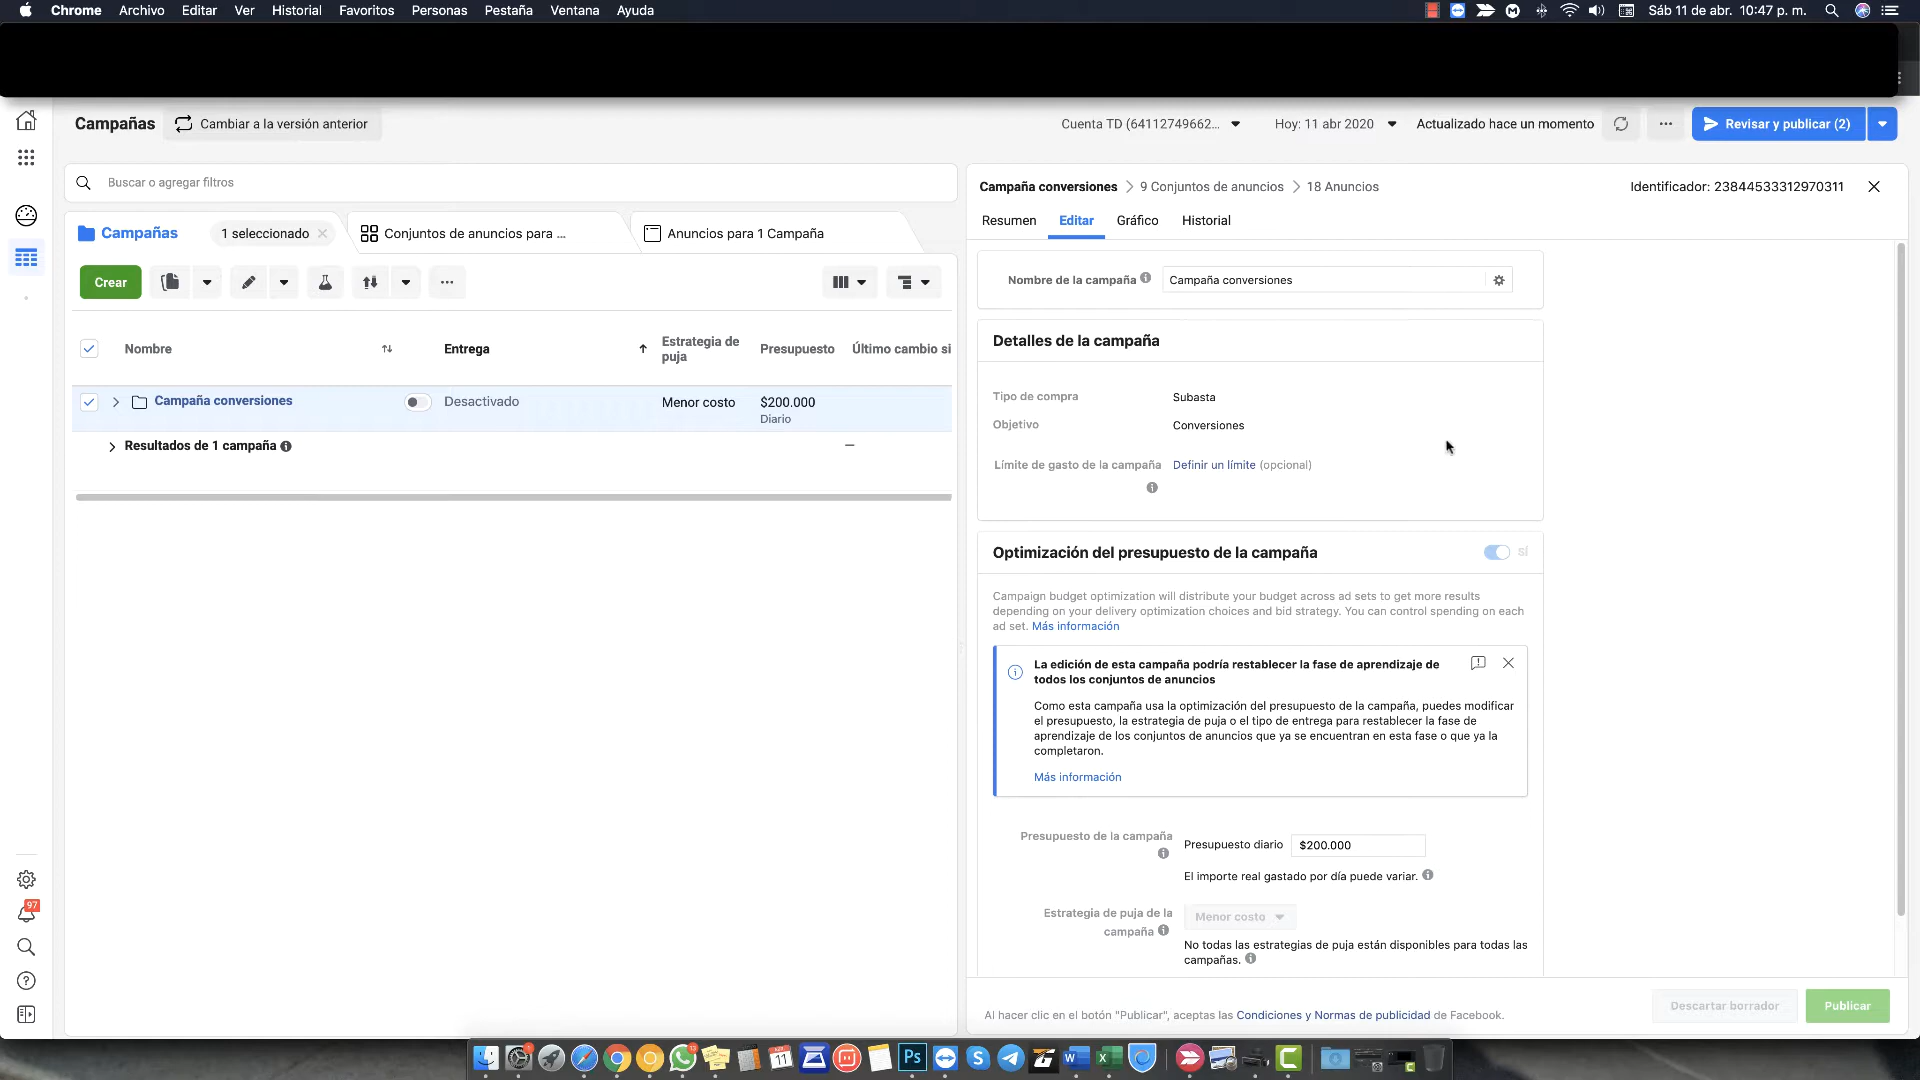 Chrome Archivo Editar Ver Historial Favoritos Personas Pestaña Ventana Ayuda
Sáb 11 de abr. 10:47 p. m.
Campañas
Cambiar a la versión anterior
Cuenta TD (64112749662...
Hoy: 11 abr 2020
Actualizado hace un momento
Revisar y publicar (2)
Buscar o agregar filtros
Campañas
1 seleccionado
Conjuntos de anuncios para ...
Anuncios para 1 Campaña
Crear
Nombre
Entrega
Estrategia de puja
Presupuesto
Último cambio si
Campaña conversiones
Desactivado
Menor costo
$200.000
Diario
Resultados de 1 campaña
—
Campaña conversiones > 9 Conjuntos de anuncios > 18 Anuncios
Identificador: 23844533312970311
Resumen
Editar
Gráfico
Historial
Nombre de la campaña
Campaña conversiones
Detalles de la campaña
Tipo de compra
Subasta
Objetivo
Conversiones
Límite de gasto de la campaña
Definir un límite (opcional)
Optimización del presupuesto de la campaña
SÍ
Campaign budget optimization will distribute your budget across ad sets to get more results
depending on your delivery optimization choices and bid strategy. You can control spending on each
ad set. Más información
La edición de esta campaña podría restablecer la fase de aprendizaje de
todos los conjuntos de anuncios
Como esta campaña usa la optimización del presupuesto de la campaña, puedes modificar
el presupuesto, la estrategia de puja o el tipo de entrega para restablecer la fase de
aprendizaje de los conjuntos de anuncios que ya se encuentran en esta fase o que ya la
completaron.
Más información
Presupuesto de la campaña
Presupuesto diario
$200.000
El importe real gastado por día puede variar.
Estrategia de puja de la
campaña
Menor costo
No todas las estrategias de puja están disponibles para todas las
campañas.
97
Al hacer clic en el botón "Publicar", aceptas las Condiciones y Normas de publicidad de Facebook.
Descartar borrador
Publicar
11
Ps